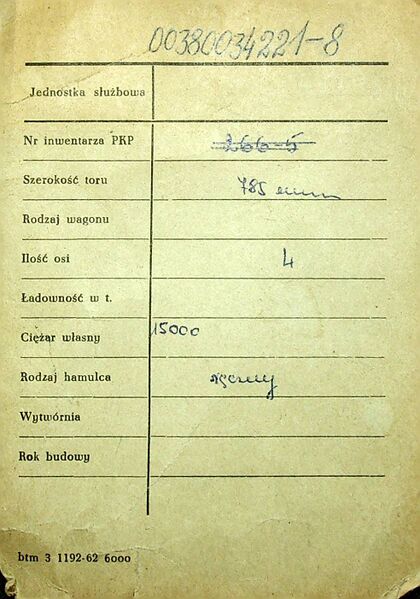 00380034221-8
Jednostka służbowa
Nr inwentarza PKP 266-5
Szerokość toru 785 mm
Rodzaj wagonu
Ilość osi 4
Ładowność w t.
Ciężar własny 15000
Rodzaj hamulca ręczny
Wytwórnia
Rok budowy
btm 3 1192-62 6000